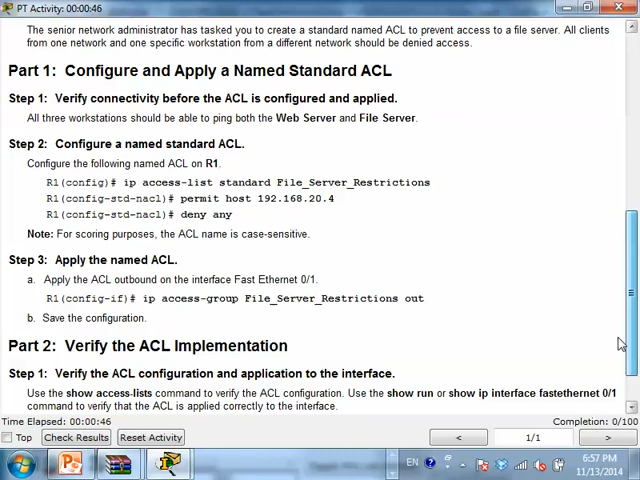 PT Activity: 00:00:46
The senior network administrator has tasked you to create a standard named ACL to prevent access to a file server. All clients
from one network and one specific workstation from a different network should be denied access.
Part 1: Configure and Apply a Named Standard ACL
Step 1: Verify connectivity before the ACL is configured and applied.
All three workstations should be able to ping both the Web Server and File Server.
Step 2: Configure a named standard ACL.
Configure the following named ACL on R1.
R1(config)# ip access-list standard File_Server_Restrictions
R1(config-std-nacl)# permit host 192.168.20.4
R1(config-std-nacl)# deny any
Note: For scoring purposes, the ACL name is case-sensitive.
Step 3: Apply the named ACL.
a. Apply the ACL outbound on the interface Fast Ethernet 0/1.
R1(config-if)# ip access-group File_Server_Restrictions out
b. Save the configuration.
Part 2: Verify the ACL Implementation
Step 1: Verify the ACL configuration and application to the interface.
Use the show access-lists command to verify the ACL configuration. Use the show run or show ip interface fastethernet 0/1
command to verify that the ACL is applied correctly to the interface.
Time Elapsed: 00:00:46 Completion: 0/100
Top Check Results Reset Activity < 1/1 >
EN 6:57 PM
11/13/2014